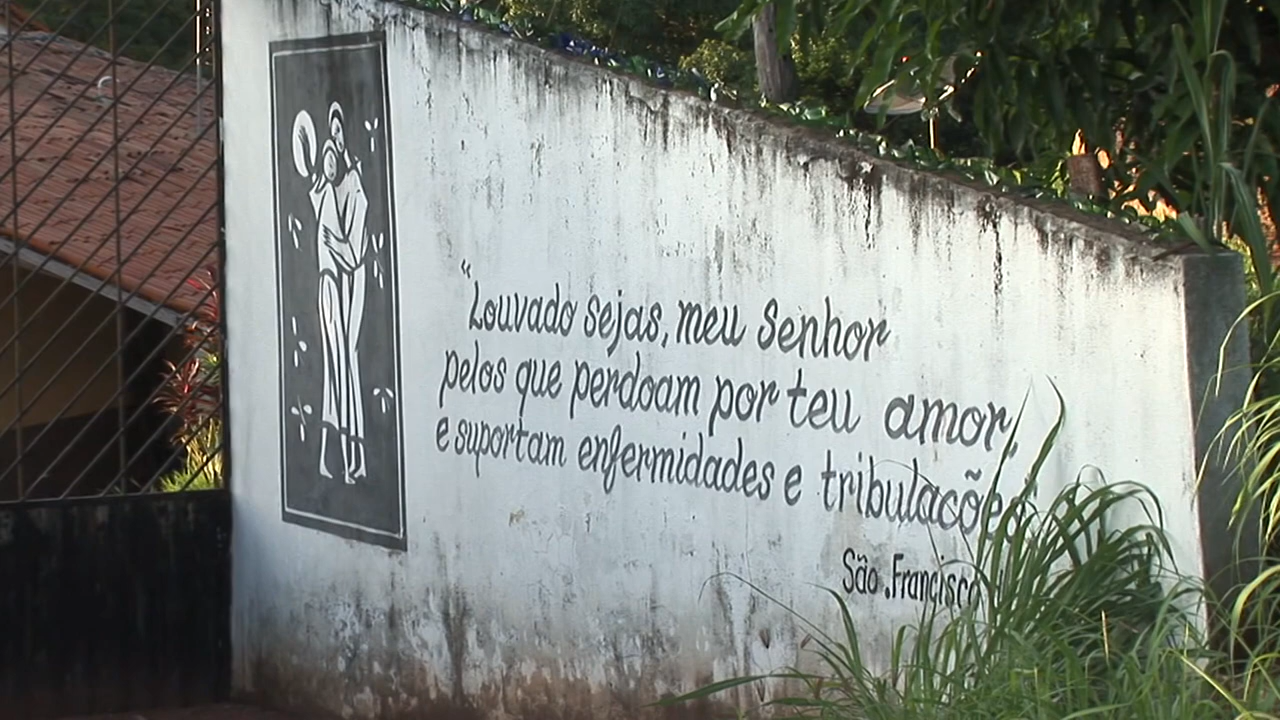 “Louvado sejas, meu Senhor
pelos que perdoam por teu amor,
e suportam enfermidades e tribulações
São Francisco